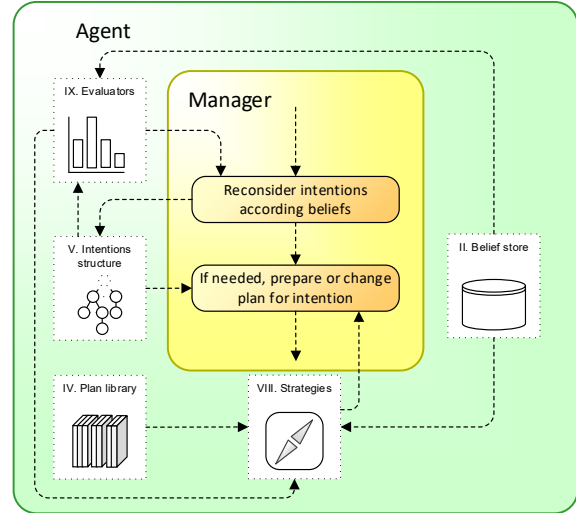 Agent
IX. Evaluators
Manager
Reconsider intentions
according beliefs
V. Intentions
structure
If needed, prepare or change
plan for intention
II. Belief store
IV. Plan library
VIII. Strategies